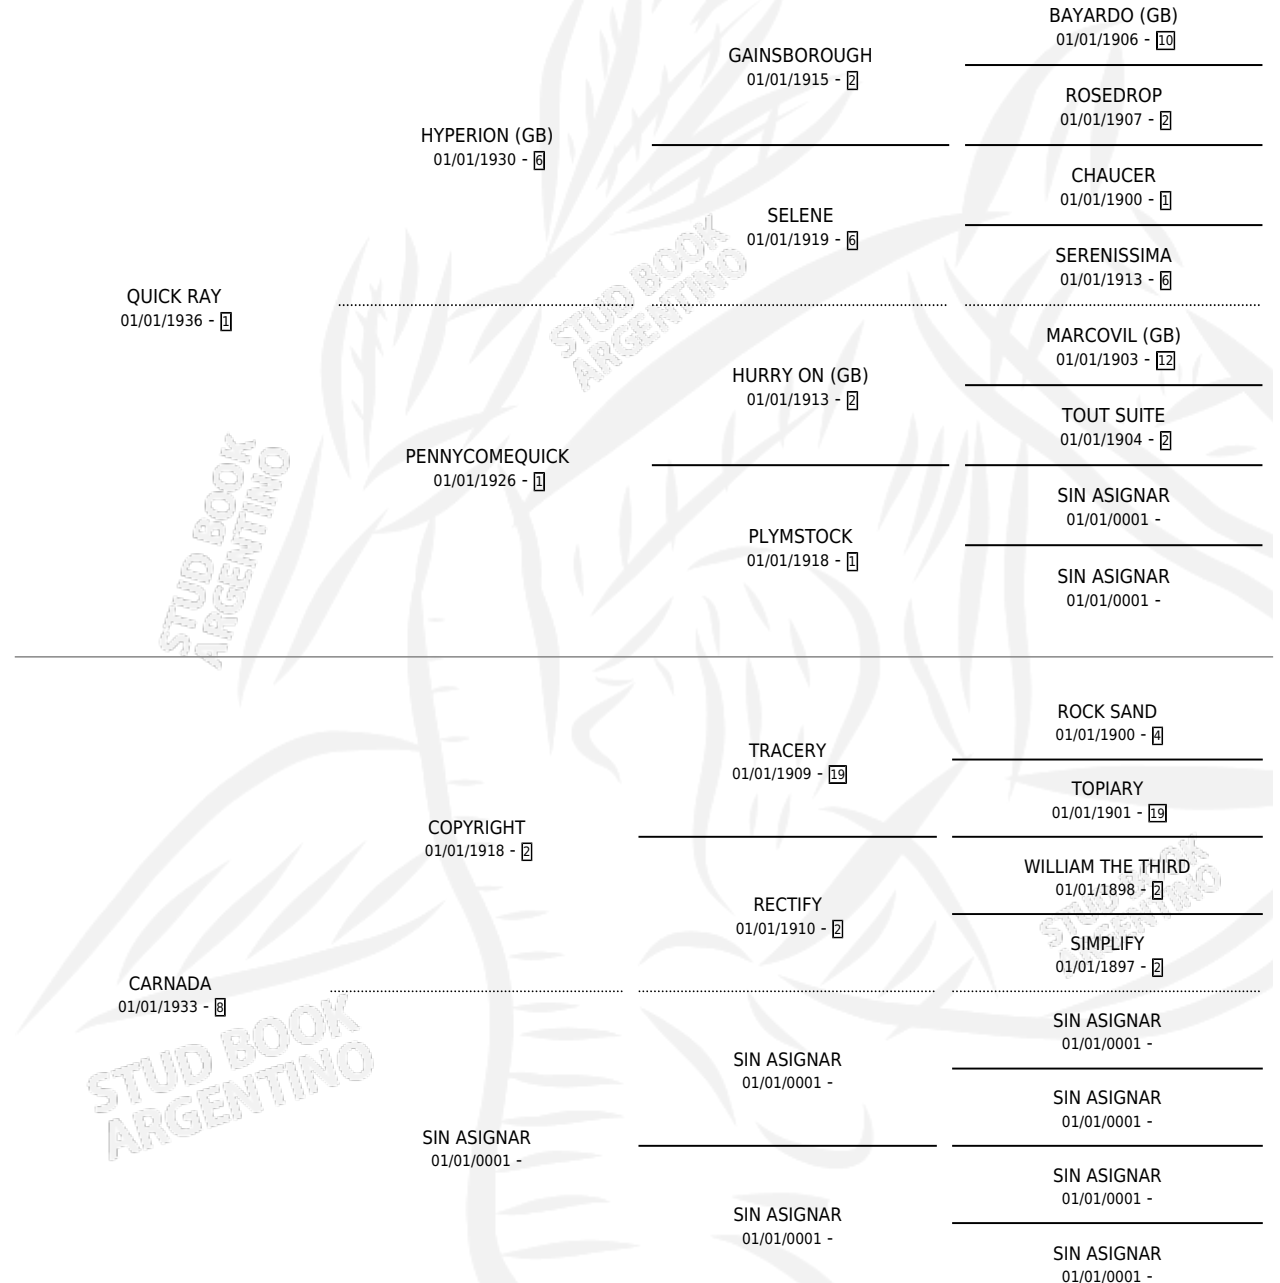 BAYARDO (GB)
01/01/1906 - 10
GAINSBOROUGH
01/01/1915 - 2
ROSEDROP
01/01/1907 - 2
HYPERION (GB)
01/01/1930 - 6
CHAUCER
01/01/1900 - 1
SELENE
01/01/1919 - 6
SERENISSIMA
01/01/1913 - 6
QUICK RAY
01/01/1936 - 1
STUD BOOK
ARGENTINO
MARCOVIL (GB)
01/01/1903 - 12
HURRY ON (GB)
01/01/1913 - 2
TOUT SUITE
01/01/1904 - 2
PENNYCOMEQUICK
01/01/1926 - 1
SIN ASIGNAR
01/01/0001 -
PLYMSTOCK
01/01/1918 - 1
SIN ASIGNAR
01/01/0001 -
STUD BOOK
ARGENTINO
ROCK SAND
01/01/1900 - 4
TRACERY
01/01/1909 - 19
TOPIARY
01/01/1901 - 19
COPYRIGHT
01/01/1918 - 2
WILLIAM THE THIRD
01/01/1898 - 2
RECTIFY
01/01/1910 - 2
SIMPLIFY
01/01/1897 - 2
STUD BOOK
ARGENTINO
CARNADA
01/01/1933 - 8
SIN ASIGNAR
01/01/0001 -
SIN ASIGNAR
01/01/0001 -
SIN ASIGNAR
01/01/0001 -
STUD BOOK
ARGENTINO
SIN ASIGNAR
01/01/0001 -
SIN ASIGNAR
01/01/0001 -
SIN ASIGNAR
01/01/0001 -
SIN ASIGNAR
01/01/0001 -